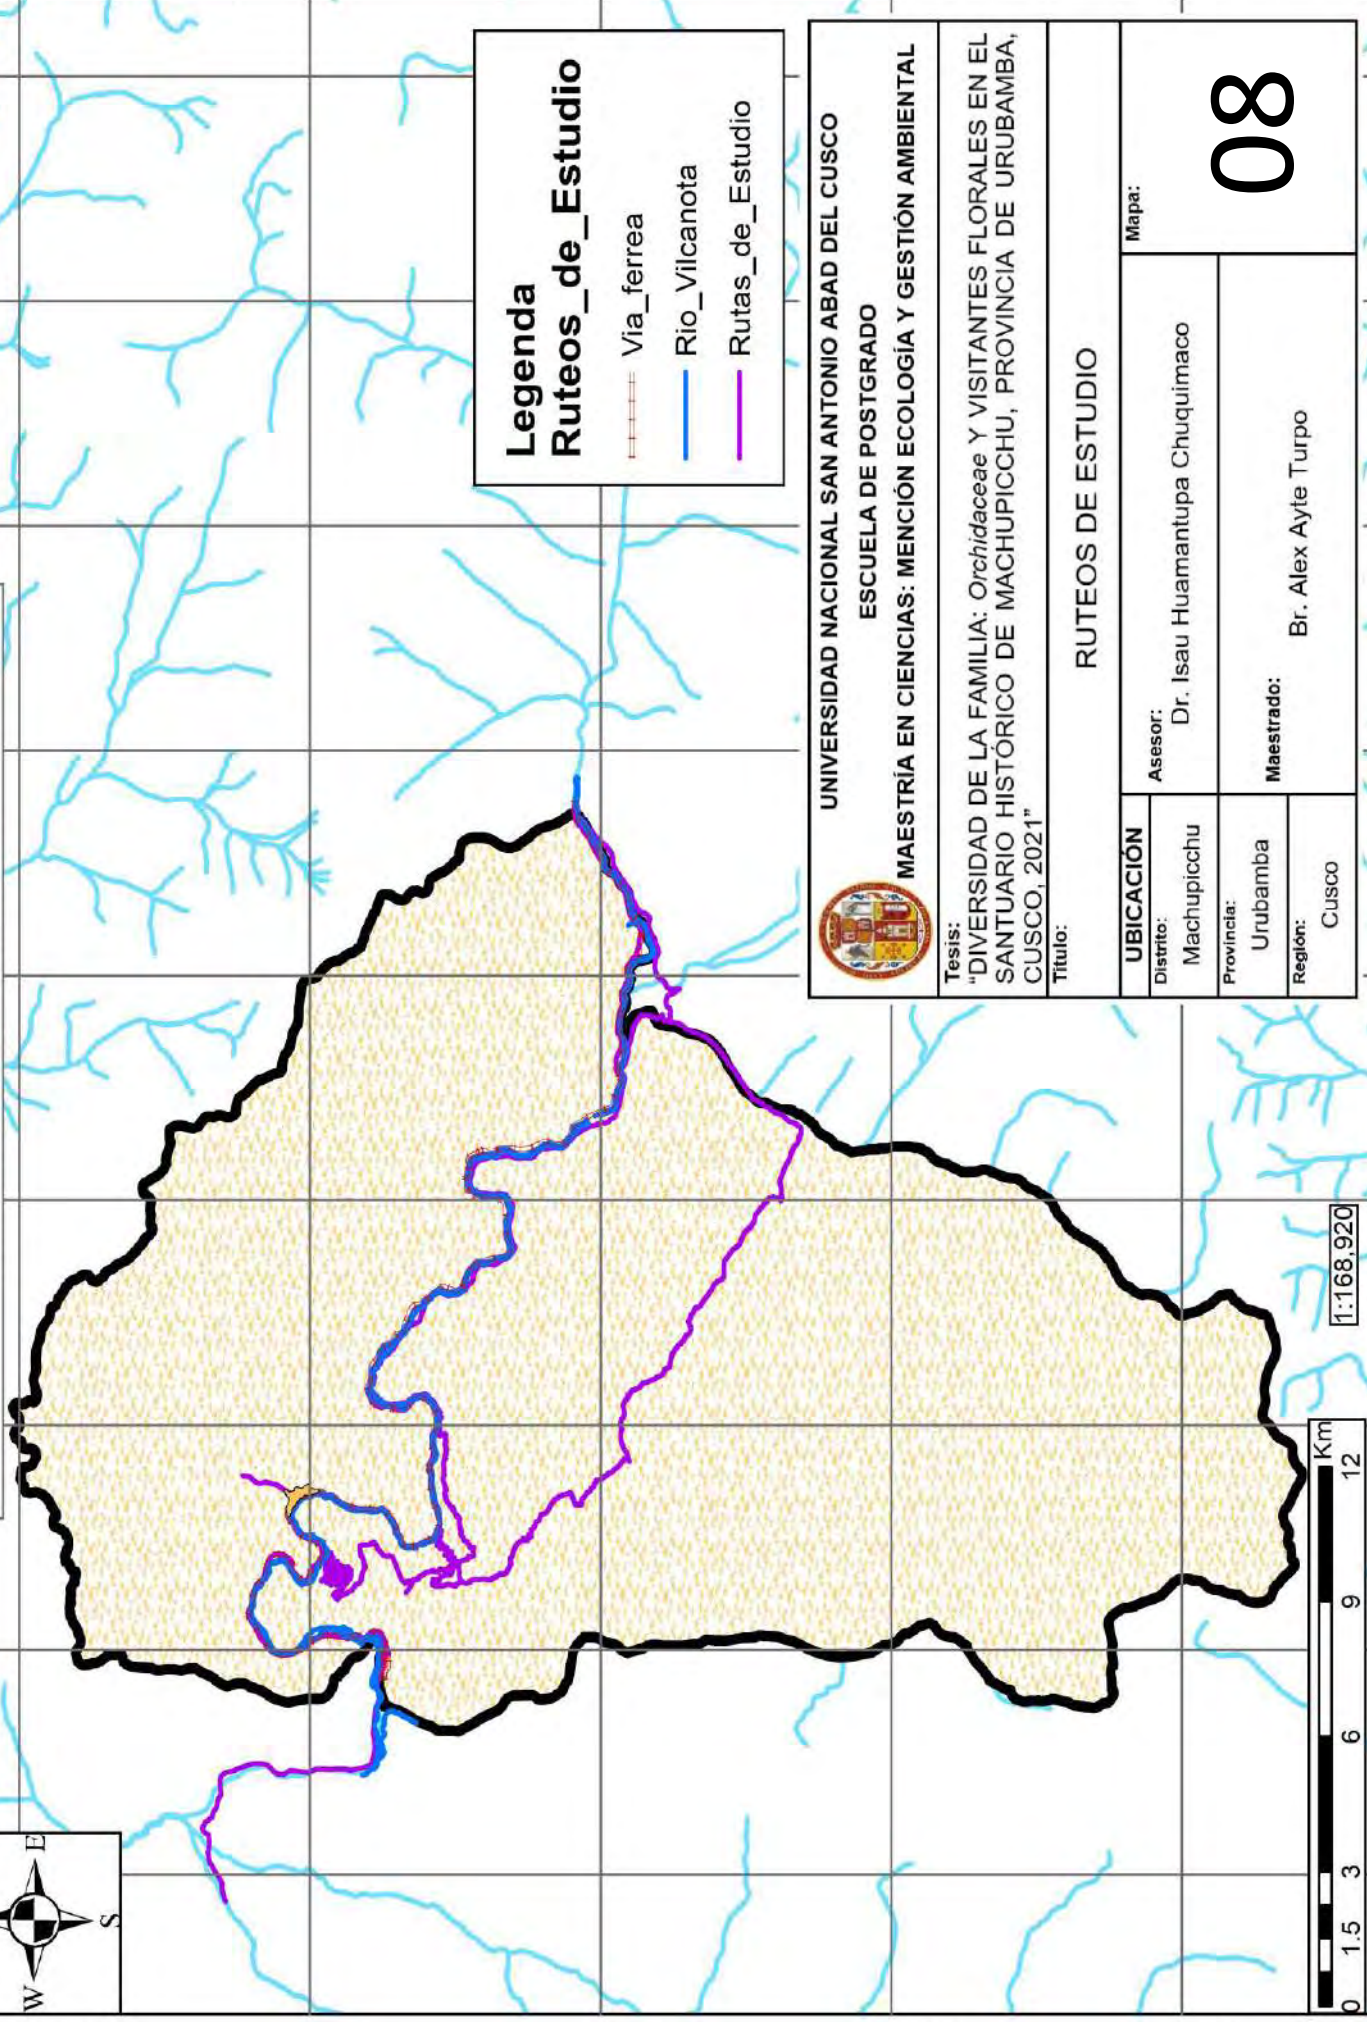 W
E
S
Legenda
Ruteos_de_Estudio
Via_ferrea
Rio_Vilcanota
Rutas_de_Estudio
UNIVERSIDAD NACIONAL SAN ANTONIO ABAD DEL CUSCO
ESCUELA DE POSTGRADO
MAESTRÍA EN CIENCIAS: MENCIÓN ECOLOGÍA Y GESTIÓN AMBIENTAL
Tesis:
“DIVERSIDAD DE LA FAMILIA: Orchidaceae Y VISITANTES FLORALES EN EL
SANTUARIO HISTÓRICO DE MACHUPICCHU, PROVINCIA DE URUBAMBA,
CUSCO, 2021”
Título:
RUTEOS DE ESTUDIO
UBICACIÓN
Distrito:
Machupicchu
Provincia:
Urubamba
Región:
Cusco
Asesor:
Dr. Isau Huamantupa Chuquimaco
Maestrado:
Br. Alex Ayte Turpo
Mapa:
08
1:168,920
Km
0 1.5 3 6 9 12